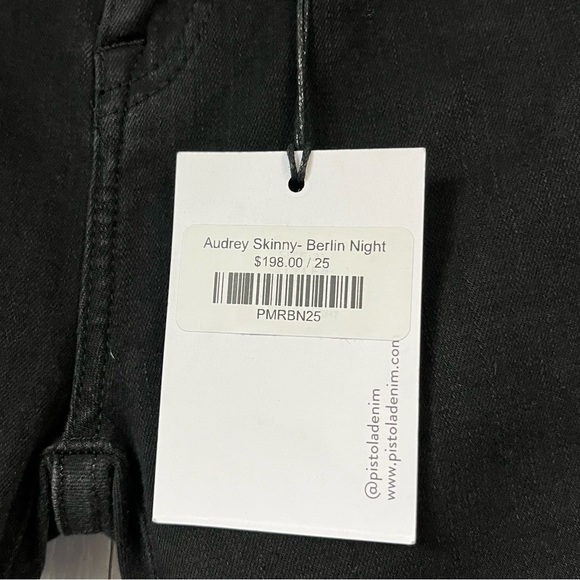 Audrey Skinny- Berlin Night
$198.00 / 25
PMRBN25
@pistoladenim
www.pistoladenim.com